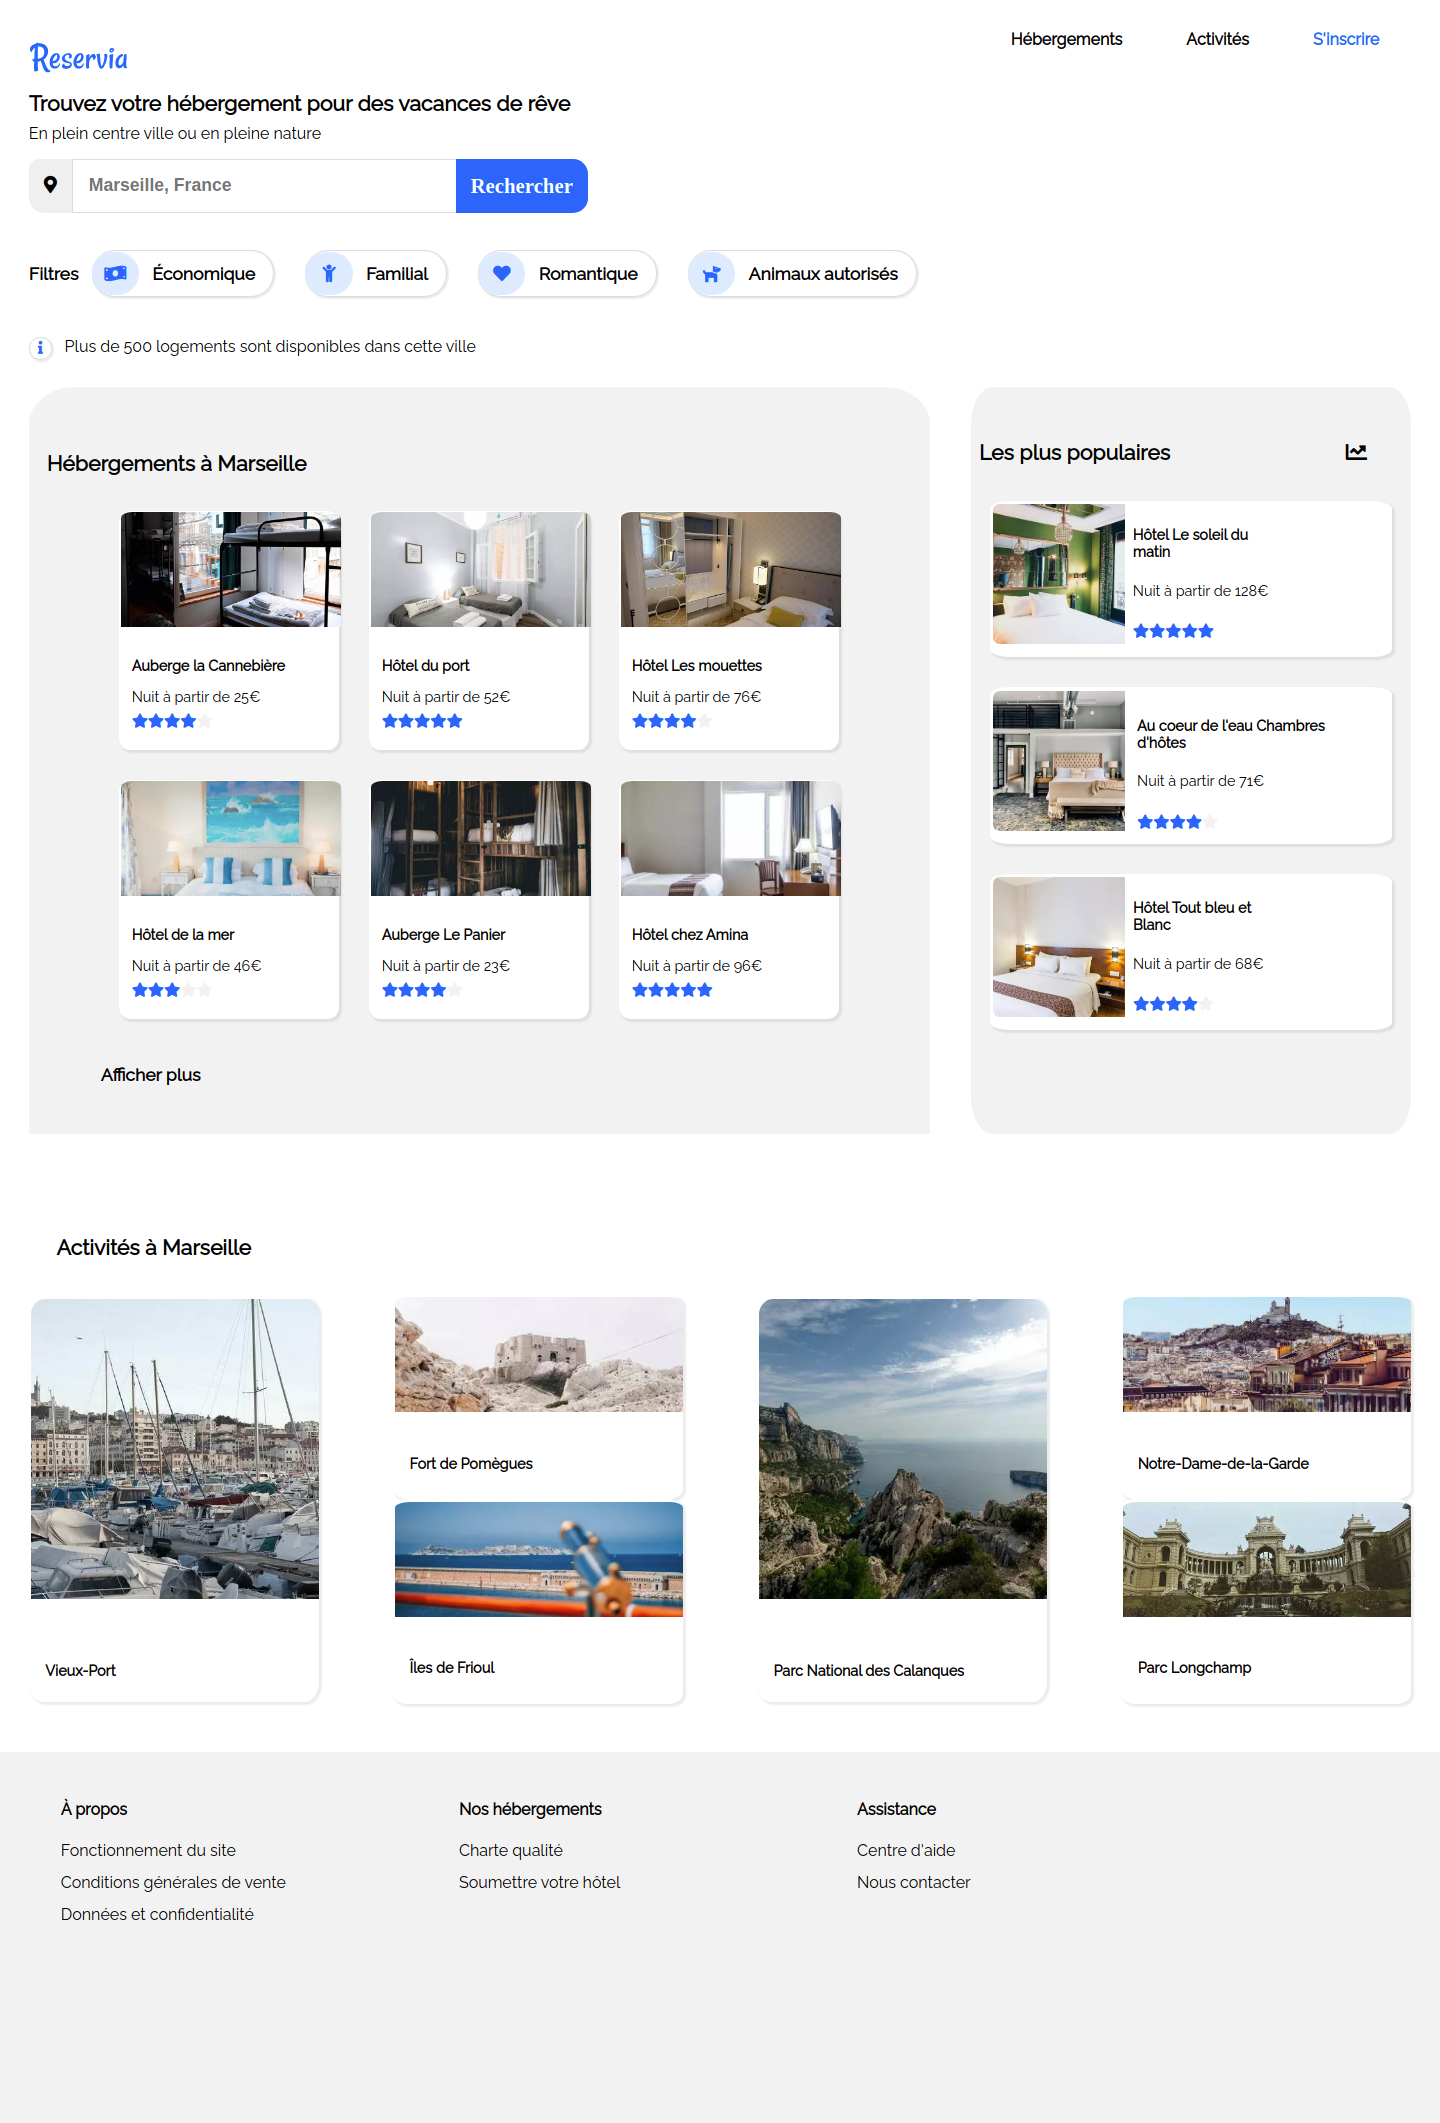 Reservia
Hébergements
Activités
S'inscrire
Trouvez votre hébergement pour des vacances de rêve
En plein centre ville ou en pleine nature
Marseille, France
Rechercher
Filtres
Économique
Familial
Romantique
Animaux autorisés
Plus de 500 logements sont disponibles dans cette ville
Hébergements à Marseille
Auberge la Cannebière
Nuit à partir de 25€
Hôtel du port
Nuit à partir de 52€
Hôtel Les mouettes
Nuit à partir de 76€
Hôtel de la mer
Nuit à partir de 46€
Auberge Le Panier
Nuit à partir de 23€
Hôtel chez Amina
Nuit à partir de 96€
Afficher plus
Les plus populaires
Hôtel Le soleil du
matin
Nuit à partir de 128€
Au coeur de l'eau Chambres
d'hôtes
Nuit à partir de 71€
Hôtel Tout bleu et
Blanc
Nuit à partir de 68€
Activités à Marseille
Vieux-Port
Fort de Pomègues
Îles de Frioul
Parc National des Calanques
Notre-Dame-de-la-Garde
Parc Longchamp
À propos
Fonctionnement du site
Conditions générales de vente
Données et confidentialité
Nos hébergements
Charte qualité
Soumettre votre hôtel
Assistance
Centre d'aide
Nous contacter